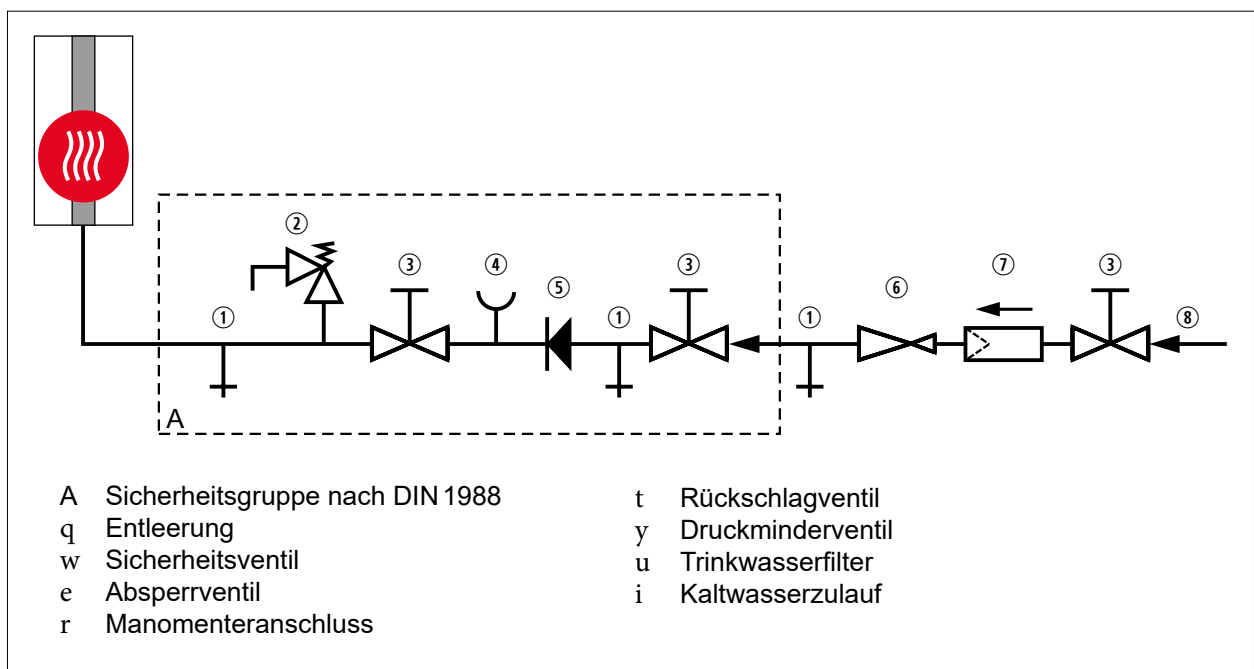 ②
③
④
③
⑦
③
⑤
⑥
①
①
①
⑧
A
A Sicherheitsgruppe nach DIN 1988
q Entleerung
w Sicherheitsventil
e Absperrventil
r Manomenteranschluss
t Rückschlagventil
y Druckminderventil
u Trinkwasserfilter
i Kaltwasserzulauf